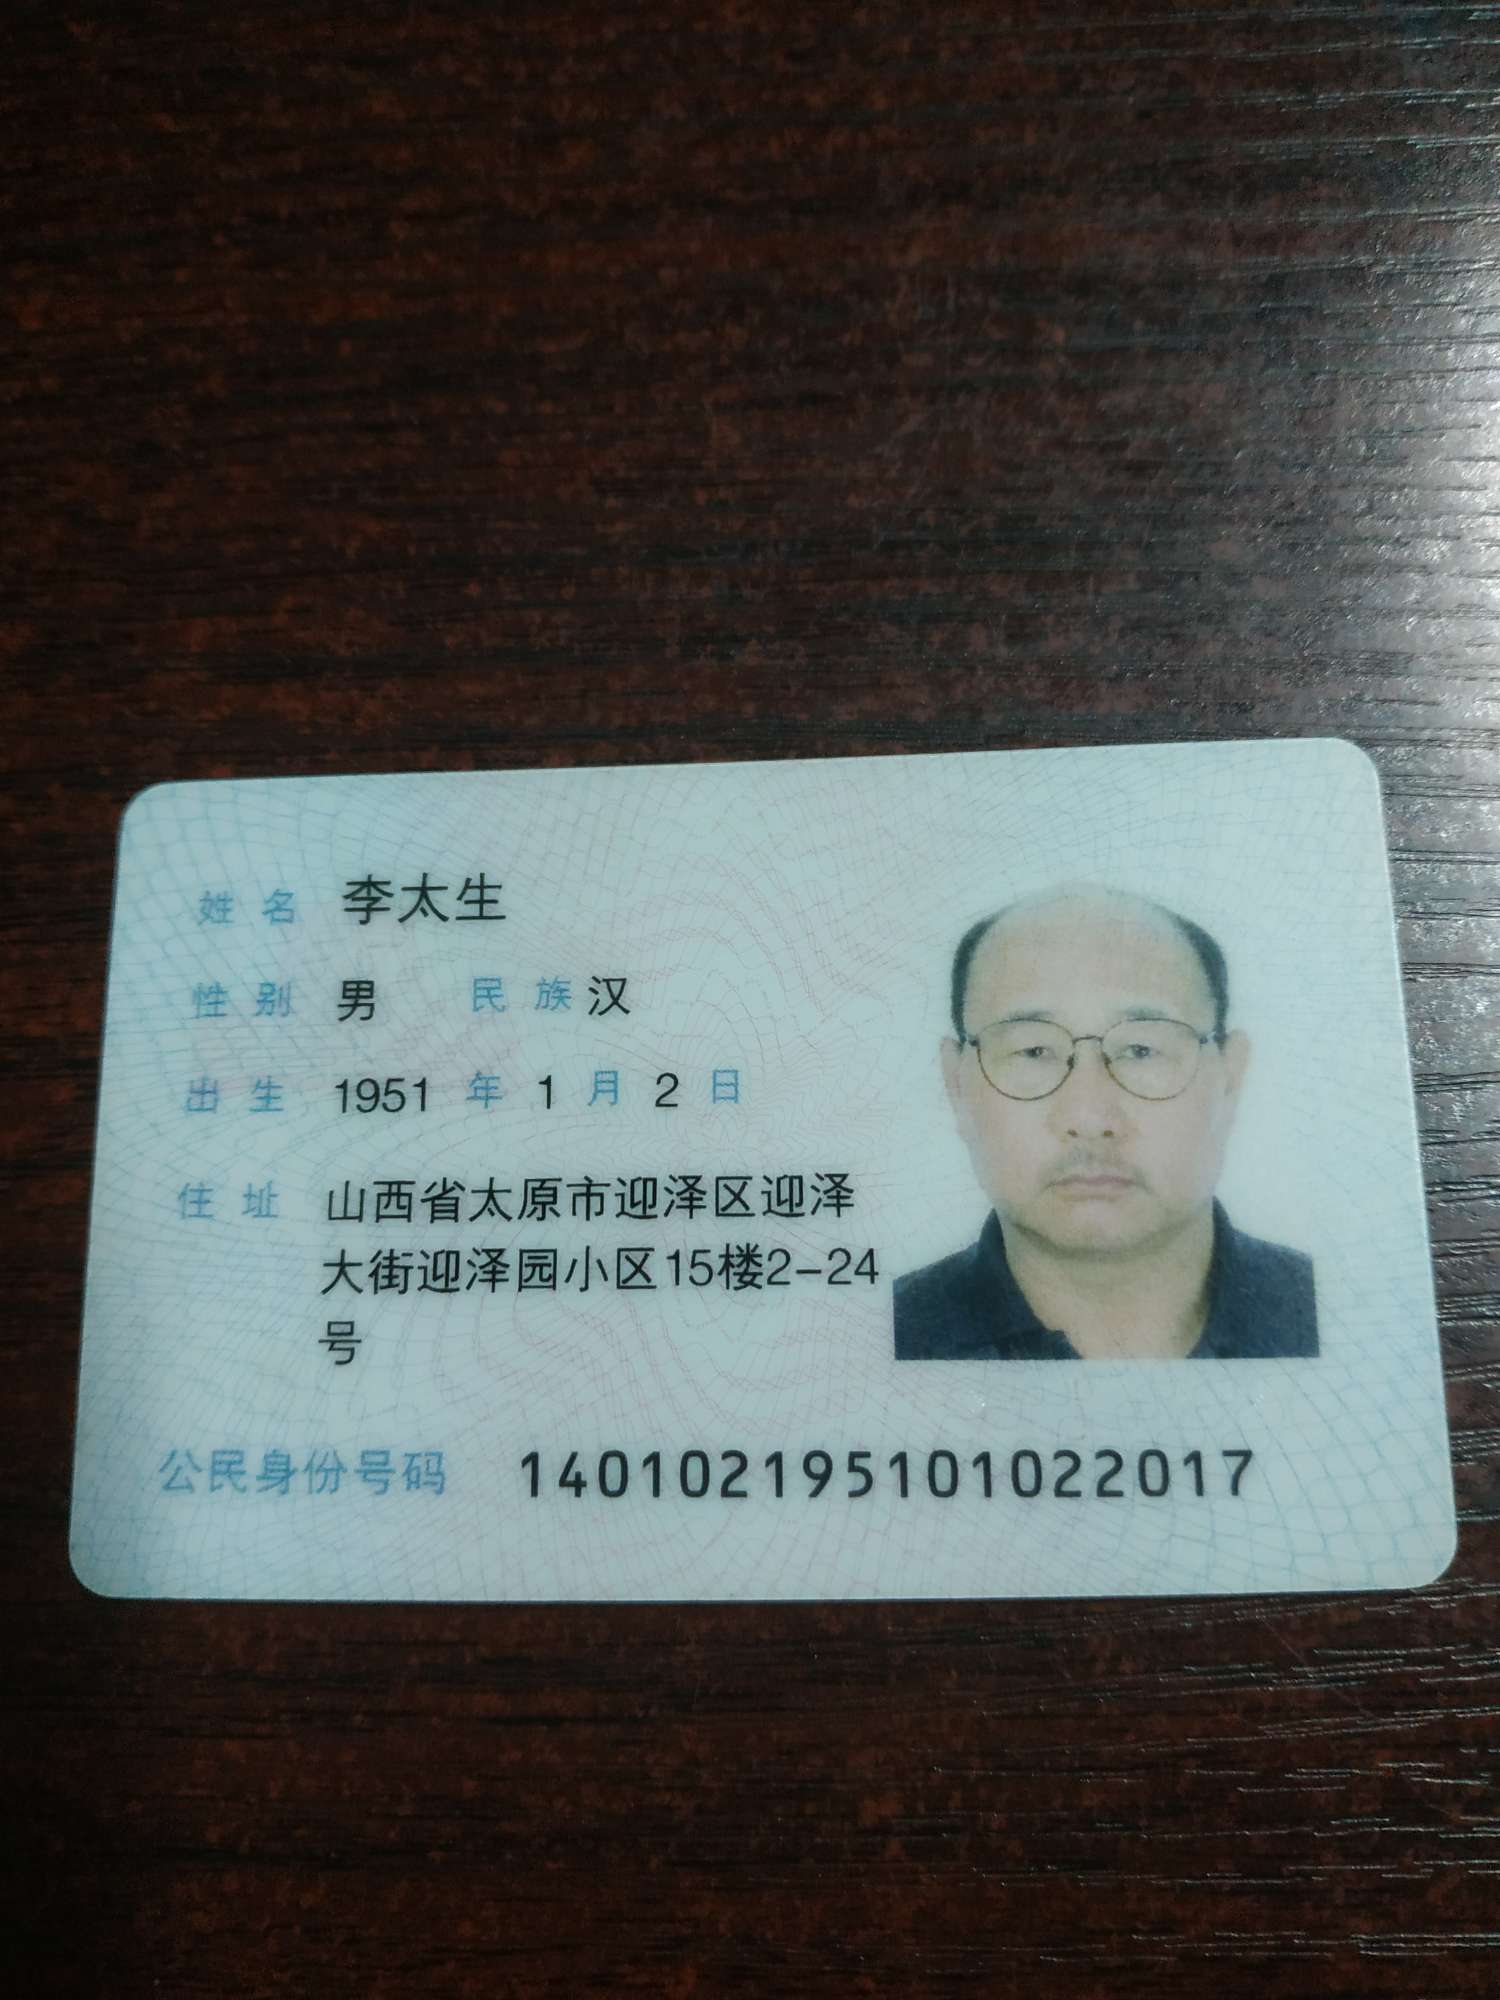 姓名 李太生
性别 男 民族 汉
出生 1951 年 1 月 2 日
住址 山西省太原市迎泽区迎泽
大街迎泽园小区15楼2-24
号
公民身份号码 140102195101022017